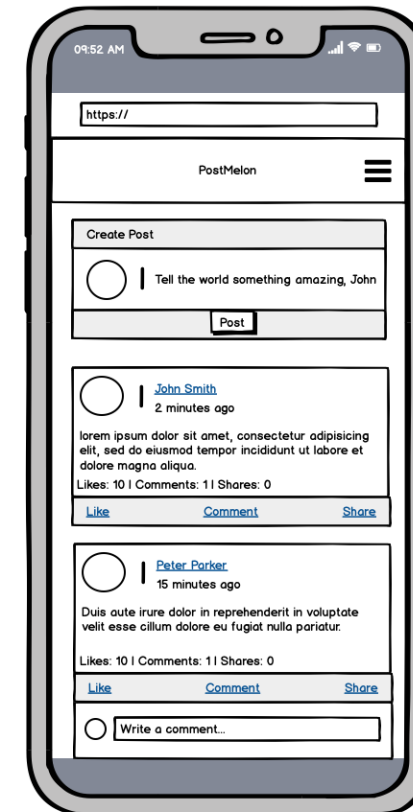 09:52 AM
https://
PostMelon
Create Post
Tell the world something amazing, John
Post
John Smith
2 minutes ago
lorem ipsum dolor sit amet, consectetur adipisicing
elit, sed do eiusmod tempor incididunt ut labore et
dolore magna aliqua.
Likes: 10 | Comments: 1 | Shares: 0
Like Comment Share
Peter Parker
15 minutes ago
Duis aute irure dolor in reprehenderit in voluptate
velit esse cillum dolore eu fugiat nulla pariatur.
Likes: 10 | Comments: 1 | Shares: 0
Like Comment Share
Write a comment...